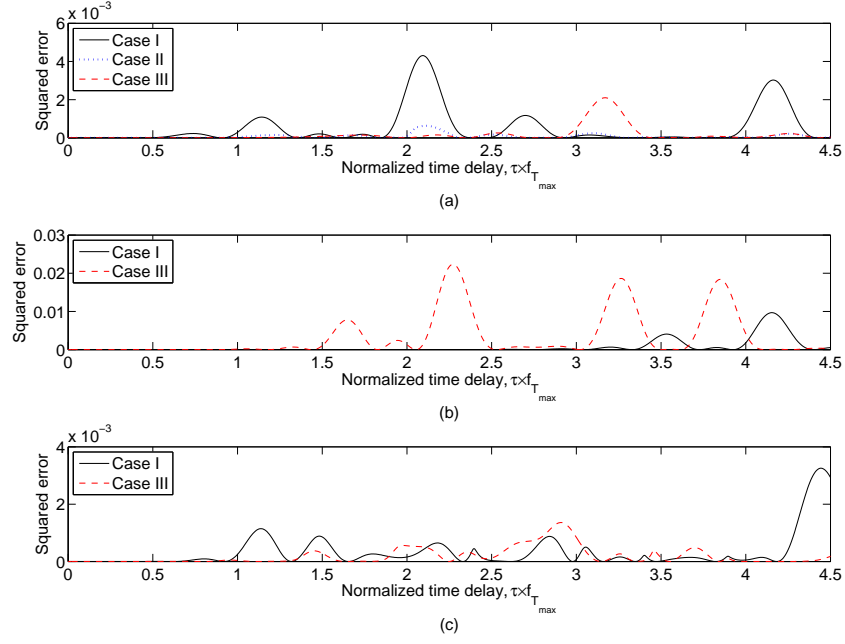 x 10⁻³
6
4
2
0
Squared error
Case I
Case II
Case III
0 0.5 1 1.5 2 2.5 3 3.5 4 4.5
Normalized time delay, τ×f_T_max
(a)
0.03
0.02
0.01
0
Squared error
Case I
Case III
0 0.5 1 1.5 2 2.5 3 3.5 4 4.5
Normalized time delay, τ×f_T_max
(b)
x 10⁻³
4
2
0
Squared error
Case I
Case III
0 0.5 1 1.5 2 2.5 3 3.5 4 4.5
Normalized time delay, τ×f_T_max
(c)